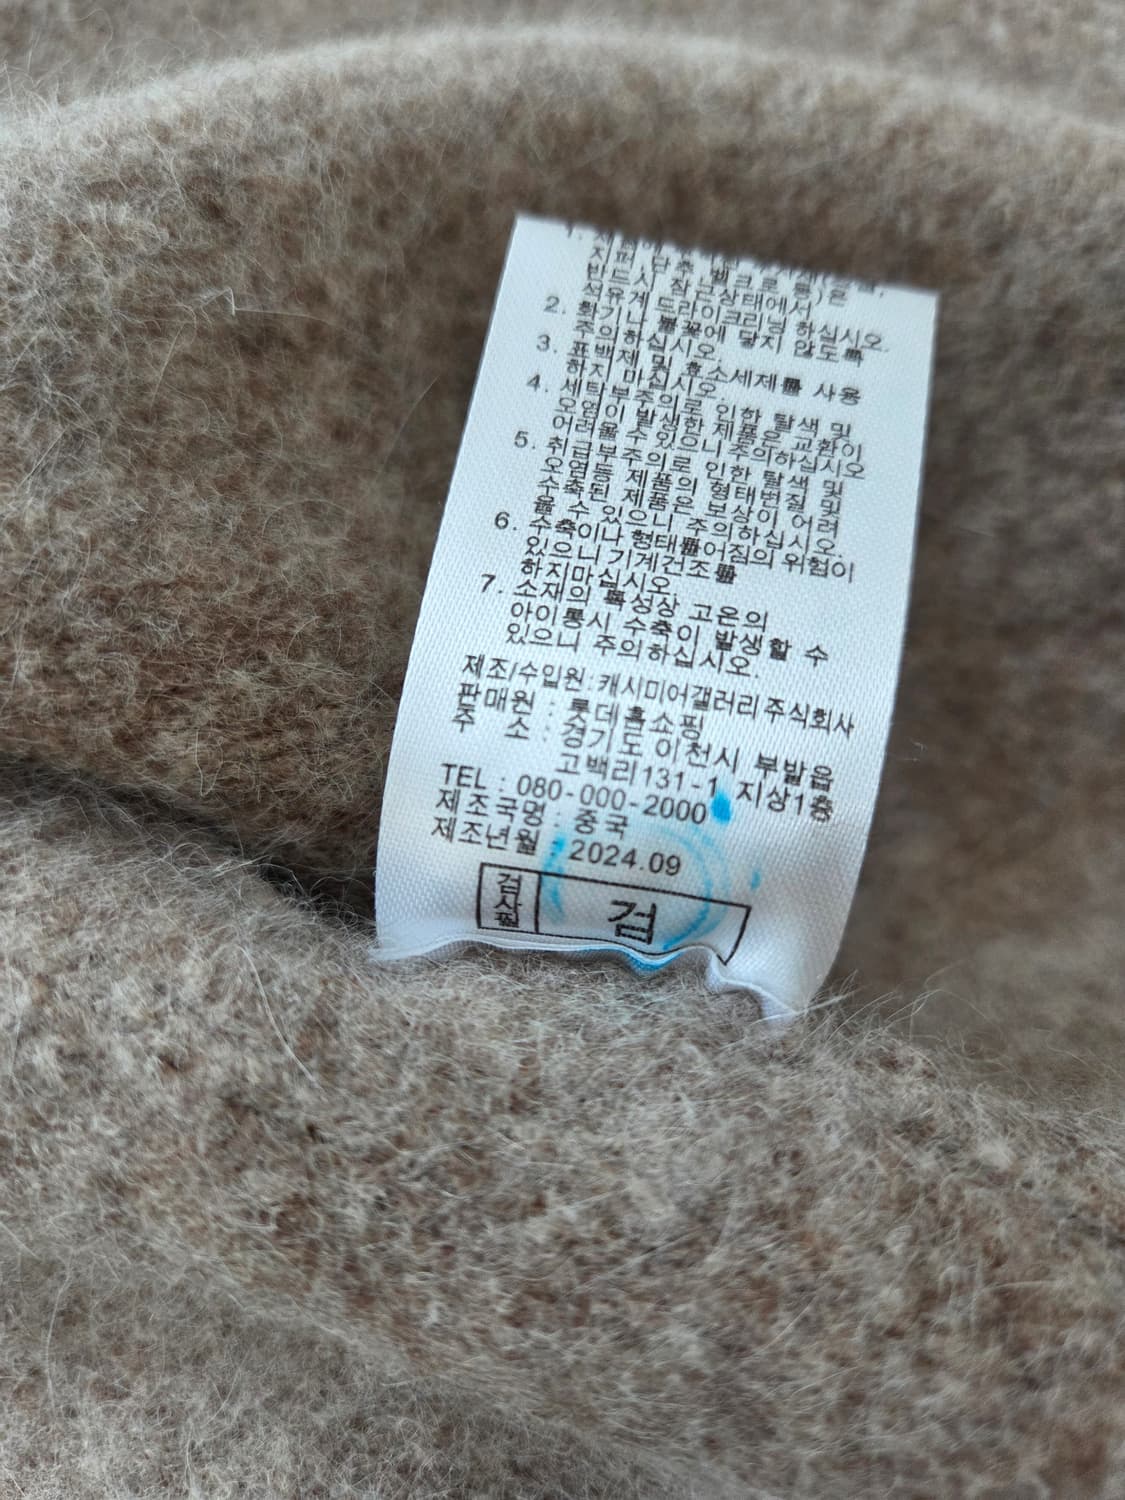 지퍼 단추 벨크로 등)은
반드시 잠근상태에서
석유계 드라이크리닝 하십시오.
2. 화기나 불꽃에 닿지 않도록
주의하십시오.
3. 표백제 및 효소세제를 사용
하지 마십시오.
4. 세탁부주의로 인한 탈색 및
오염이 발생한 제품은 교환이
어려울 수 있으니 주의하십시오
5. 취급부주의로 인한 탈색 및
오염등 제품의 형태변질 및
수축된 제품은 보상이 어려
울 수 있으니 주의하십시오.
6. 수축이나 형태틀어짐의 위험이
있으니 기계건조를
하지마십시오.
7. 소재의 특성상 고온의
아이롱시 수축이 발생할 수
있으니 주의하십시오.
제조/수입원 : 캐시미어갤러리주식회사
판매원 : 롯데홈쇼핑
주 소 : 경기도 이천시 부발읍
고백리131-1 지상1층
TEL : 080-000-2000
제조국명 : 중국
제조년월 : 2024.09
검사필 검